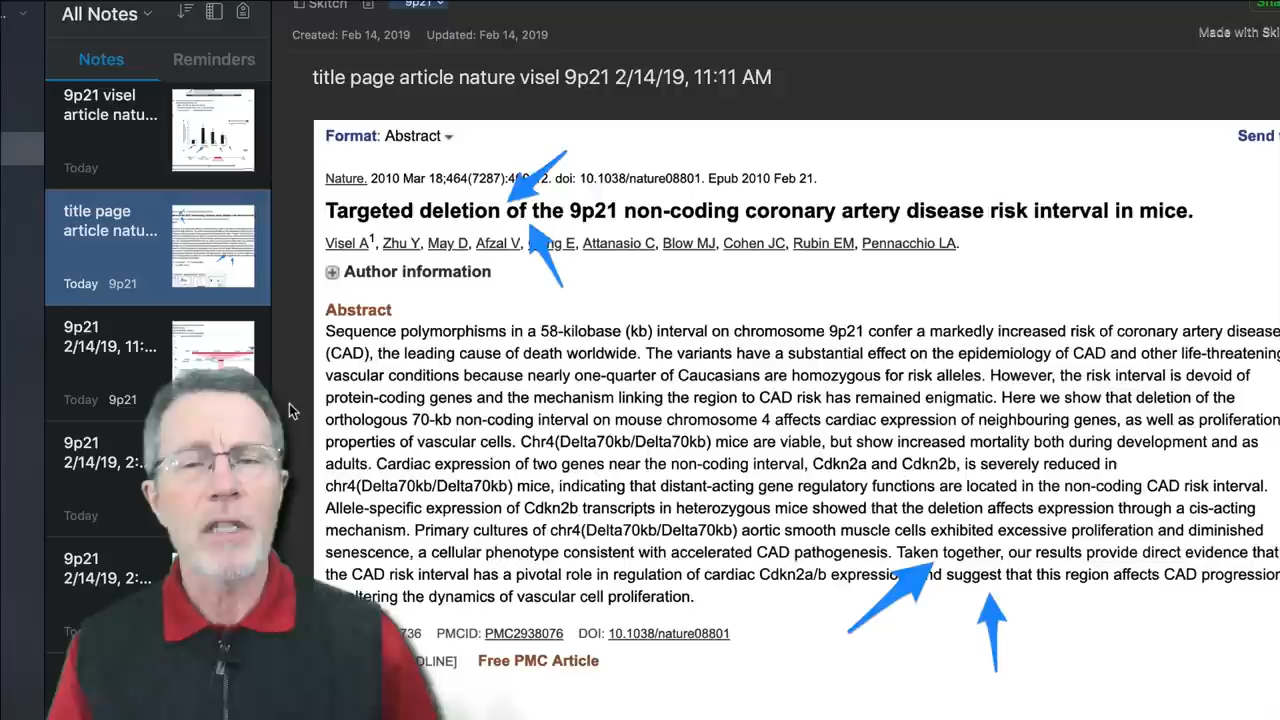 All Notes
Skitch
9p21
Created: Feb 14, 2019 Updated: Feb 14, 2019
Made with Ski
Notes
Reminders
title page article nature visel 9p21 2/14/19, 11:11 AM
9p21 visel
article natu...
Today
title page
article natu...
Today 9p21
9p21
2/14/19, 11:...
Today 9p21
9p21
2/14/19, 2:...
Today
9p21
2/14/19, 2:...
Format: Abstract
Send
Nature. 2010 Mar 18;464(7287): doi: 10.1038/nature08801. Epub 2010 Feb 21.
Targeted deletion of the 9p21 non-coding coronary artery disease risk interval in mice.
Visel A1, Zhu Y, May D, Afzal V, E, Attanasio C, Blow MJ, Cohen JC, Rubin EM, Pennacchio LA.
Author information
Abstract
Sequence polymorphisms in a 58-kilobase (kb) interval on chromosome 9p21 confer a markedly increased risk of coronary artery disease
(CAD), the leading cause of death worldwide. The variants have a substantial effect on the epidemiology of CAD and other life-threatening
vascular conditions because nearly one-quarter of Caucasians are homozygous for risk alleles. However, the risk interval is devoid of
protein-coding genes and the mechanism linking the region to CAD risk has remained enigmatic. Here we show that deletion of the
orthologous 70-kb non-coding interval on mouse chromosome 4 affects cardiac expression of neighbouring genes, as well as proliferation
properties of vascular cells. Chr4(Delta70kb/Delta70kb) mice are viable, but show increased mortality both during development and as
adults. Cardiac expression of two genes near the non-coding interval, Cdkn2a and Cdkn2b, is severely reduced in
chr4(Delta70kb/Delta70kb) mice, indicating that distant-acting gene regulatory functions are located in the non-coding CAD risk interval.
Allele-specific expression of Cdkn2b transcripts in heterozygous mice showed that the deletion affects expression through a cis-acting
mechanism. Primary cultures of chr4(Delta70kb/Delta70kb) aortic smooth muscle cells exhibited excessive proliferation and diminished
senescence, a cellular phenotype consistent with accelerated CAD pathogenesis. Taken together, our results provide direct evidence that
the CAD risk interval has a pivotal role in regulation of cardiac Cdkn2a/b expression and suggest that this region affects CAD progression
altering the dynamics of vascular cell proliferation.
736 PMCID: PMC2938076 DOI: 10.1038/nature08801
DLINE] Free PMC Article